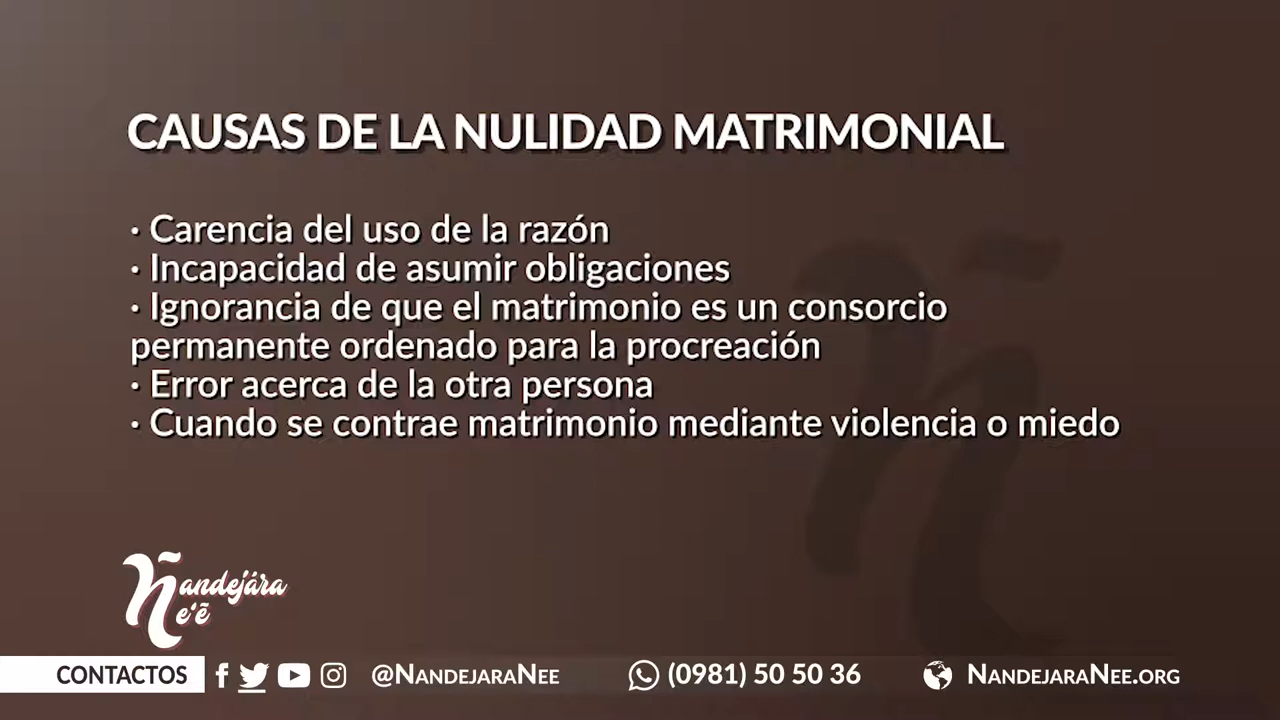 CAUSAS DE LA NULIDAD MATRIMONIAL
· Carencia del uso de la razón
· Incapacidad de asumir obligaciones
· Ignorancia de que el matrimonio es un consorcio
permanente ordenado para la procreación
· Error acerca de la otra persona
· Cuando se contrae matrimonio mediante violencia o miedo
Ñandejára
Ñe'ẽ
CONTACTOS @NANDEJARANEE (0981) 50 50 36 NANDEJARANEE.ORG